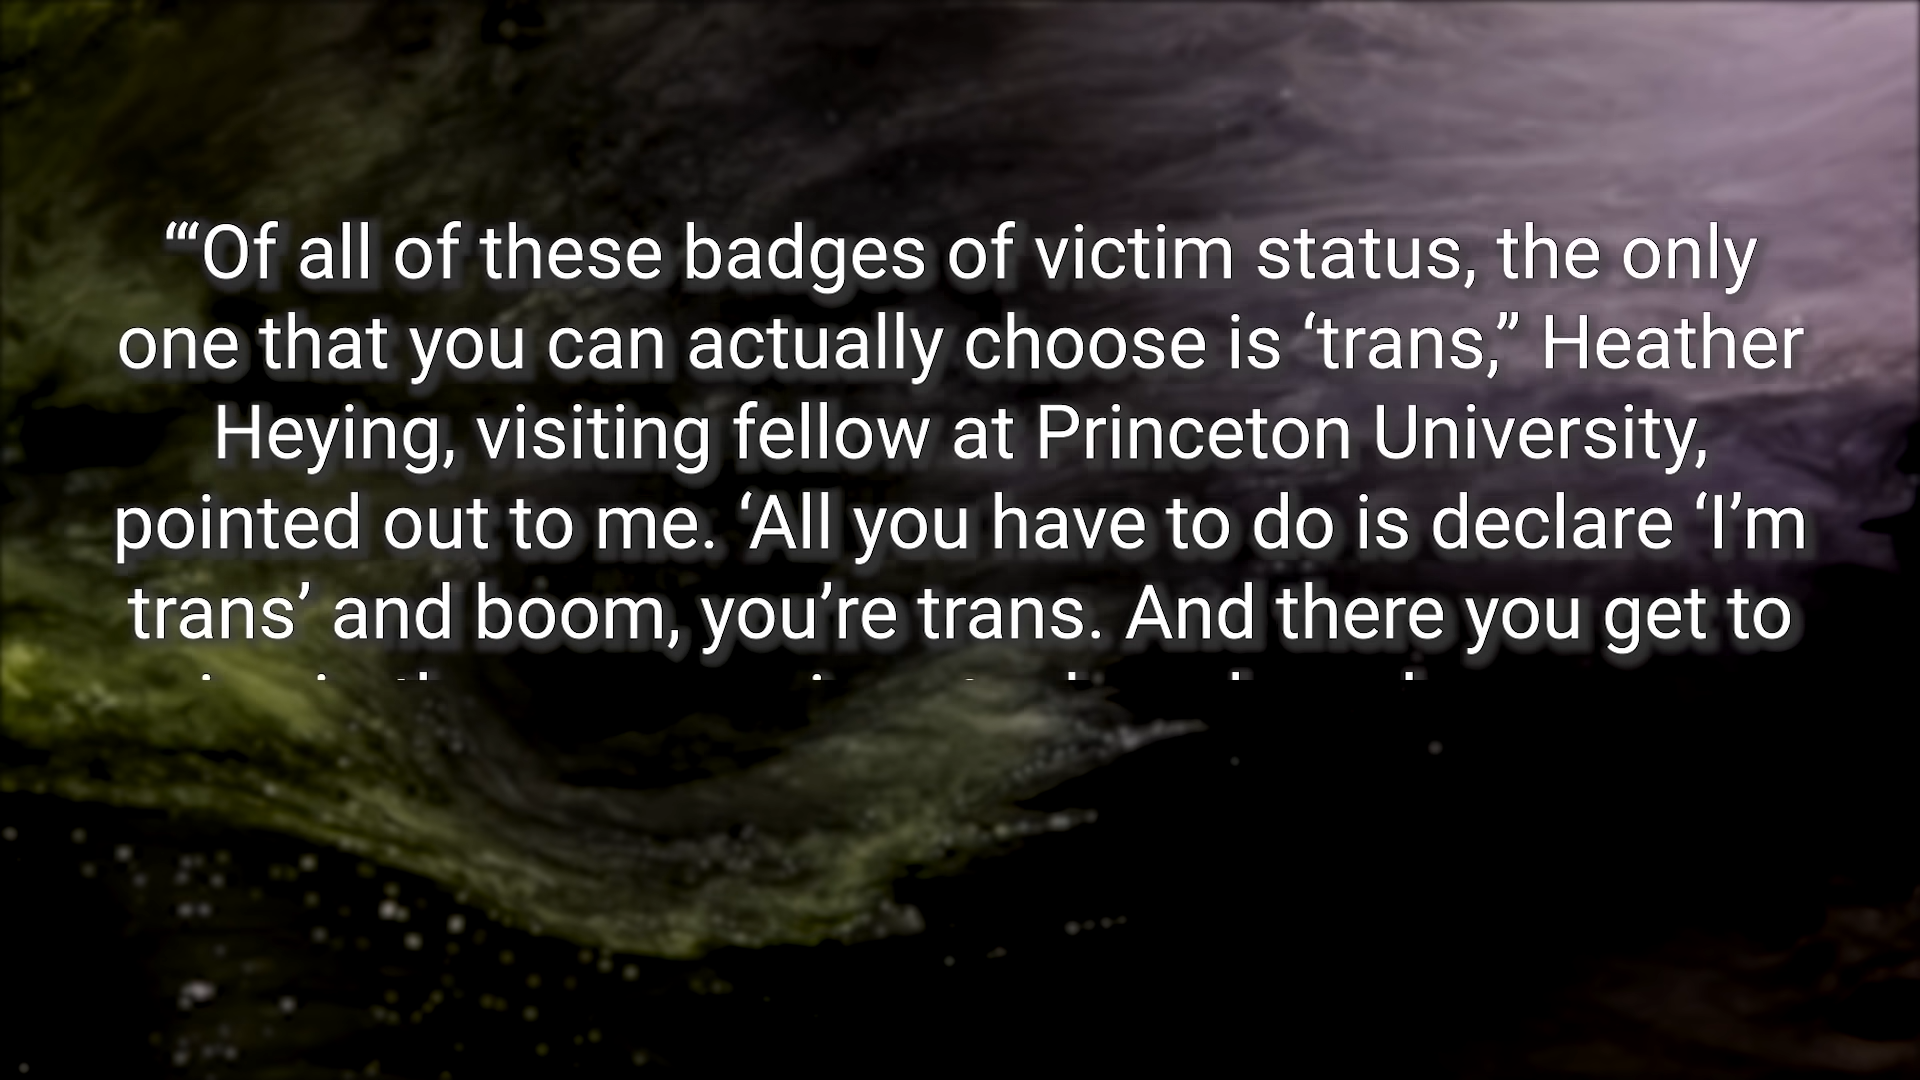 “‘Of all of these badges of victim status, the only
one that you can actually choose is ‘trans,” Heather
Heying, visiting fellow at Princeton University,
pointed out to me. ‘All you have to do is declare ‘I’m
trans’ and boom, you’re trans. And there you get to